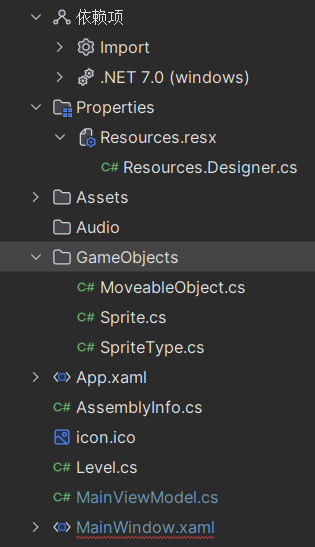 依赖项
Import
.NET 7.0 (windows)
Properties
Resources.resx
C# Resources.Designer.cs
Assets
Audio
GameObjects
C# MoveableObject.cs
C# Sprite.cs
C# SpriteType.cs
App.xaml
C# AssemblyInfo.cs
icon.ico
C# Level.cs
C# MainViewModel.cs
MainWindow.xaml